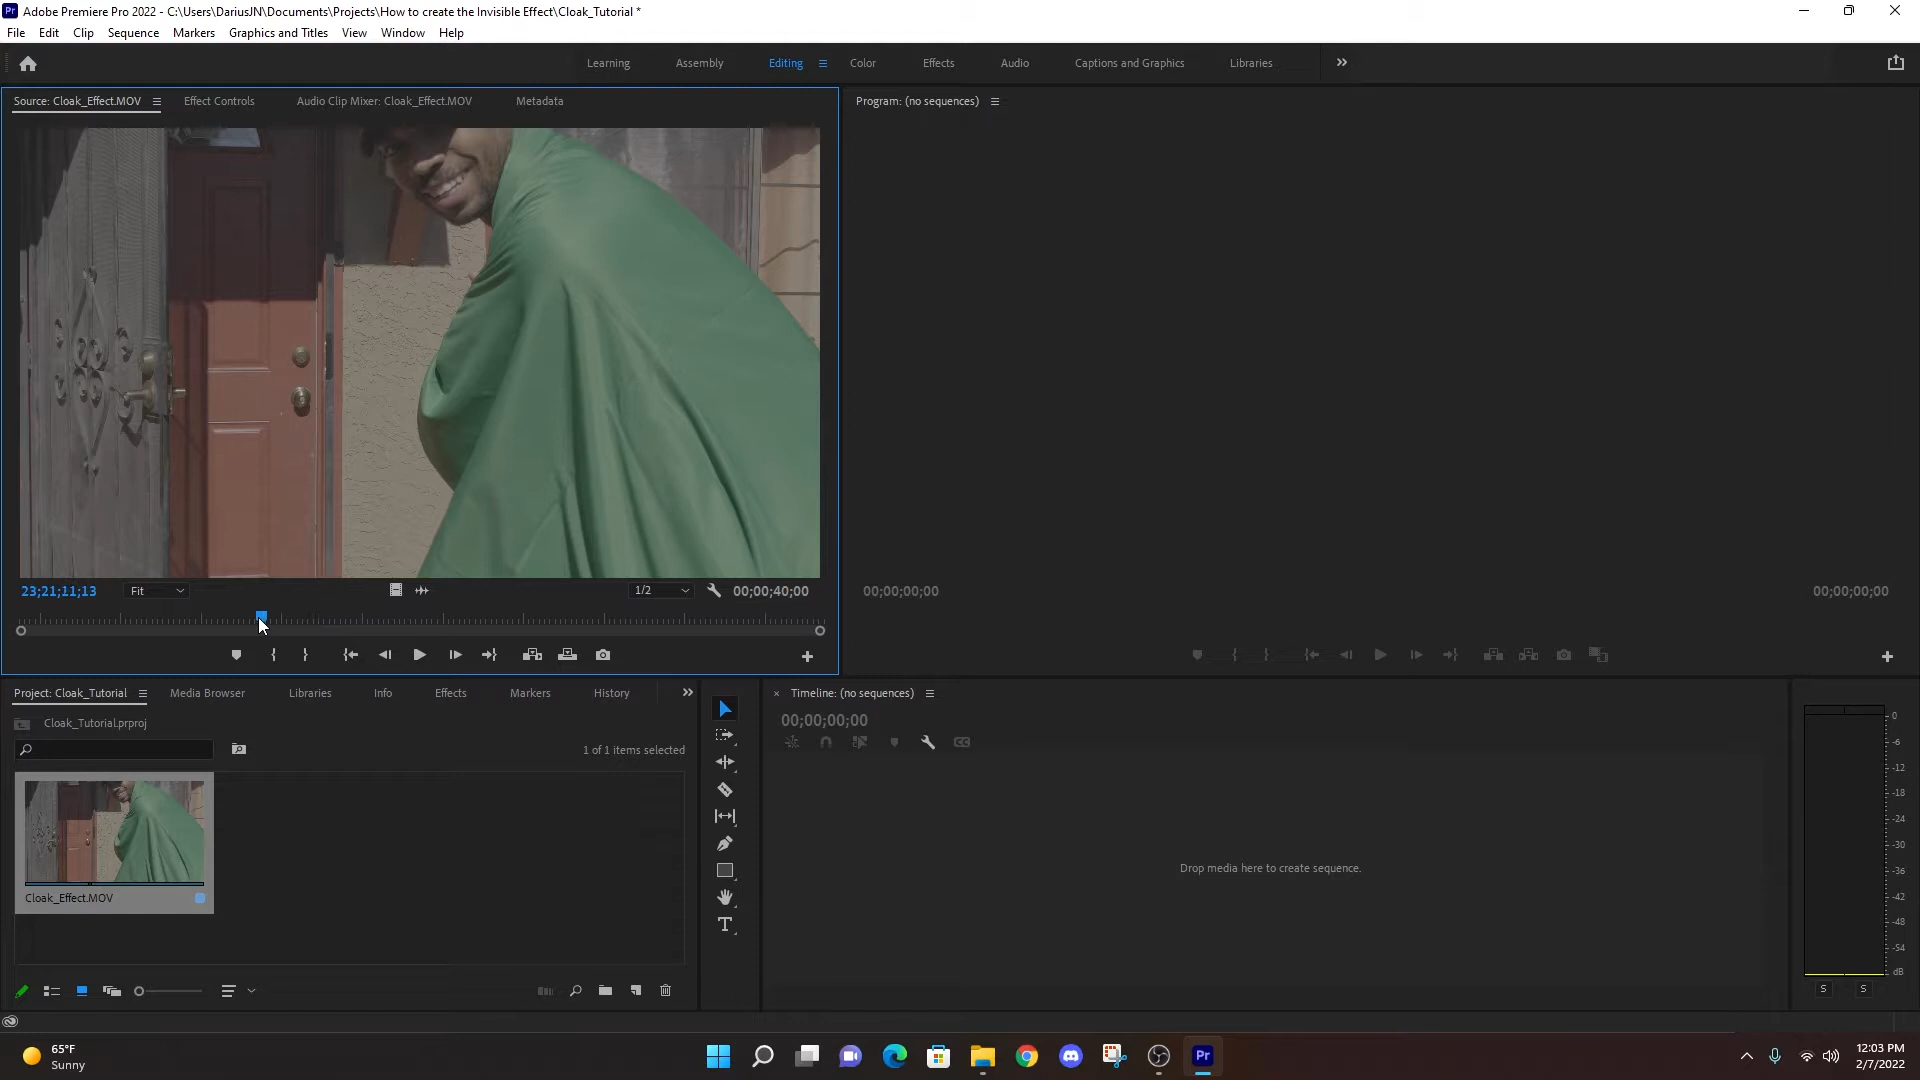 Pr Adobe Premiere Pro 2022 - C:\Users\DariusJN\Documents\Projects\How to create the Invisible Effect\Cloak_Tutorial *
File Edit Clip Sequence Markers Graphics and Titles View Window Help
Learning Assembly Editing Color Effects Audio Captions and Graphics Libraries
Source: Cloak_Effect.MOV Effect Controls Audio Clip Mixer: Cloak_Effect.MOV Metadata
Program: (no sequences)
23;21;11;13 Fit 1/2 00;00;40;00
00;00;00;00 00;00;00;00
Project: Cloak_Tutorial Media Browser Libraries Info Effects Markers History
Timeline: (no sequences)
00;00;00;00
Cloak_Tutorial.prproj
1 of 1 items selected
Cloak_Effect.MOV
Drop media here to create sequence.
0
-6
-12
-18
-24
-30
-36
-42
-48
-54
dB
S S
65°F
Sunny
Pr
12:03 PM
2/7/2022